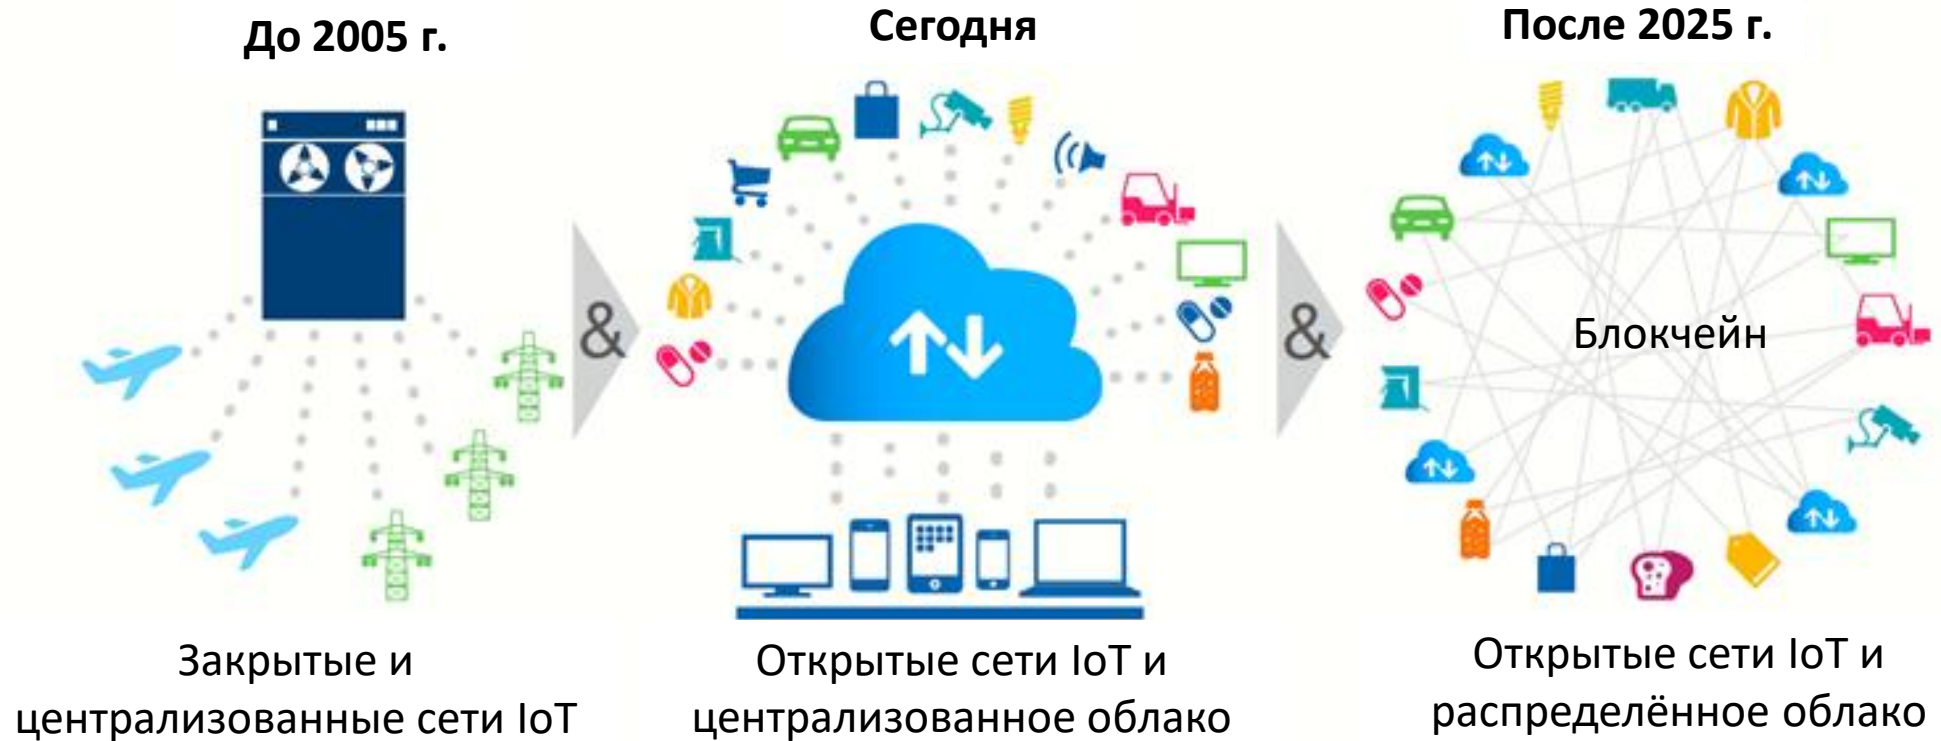 До 2005 г.
Сегодня
После 2025 г.
&
&
Блокчейн
Закрытые и
централизованные сети IoT
Открытые сети IoT и
централизованное облако
Открытые сети IoT и
распределённое облако